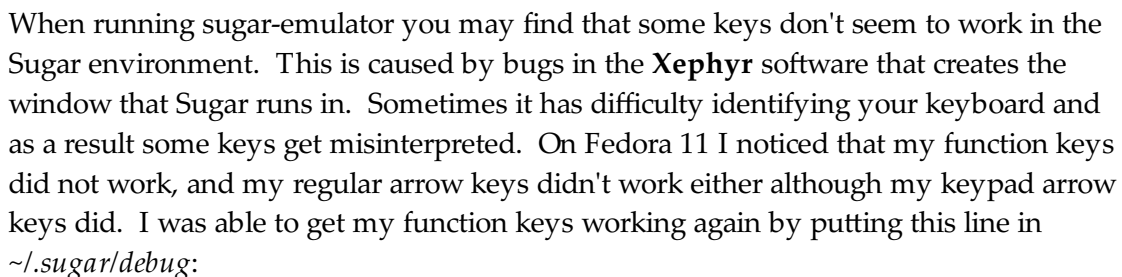 When running sugar-emulator you may find that some keys don't seem to work in the
Sugar environment.  This is caused by bugs in the Xephyr software that creates the
window that Sugar runs in.  Sometimes it has difficulty identifying your keyboard and
as a result some keys get misinterpreted.  On Fedora 11 I noticed that my function keys
did not work, and my regular arrow keys didn't work either although my keypad arrow
keys did.  I was able to get my function keys working again by putting this line in
~/.sugar/debug: